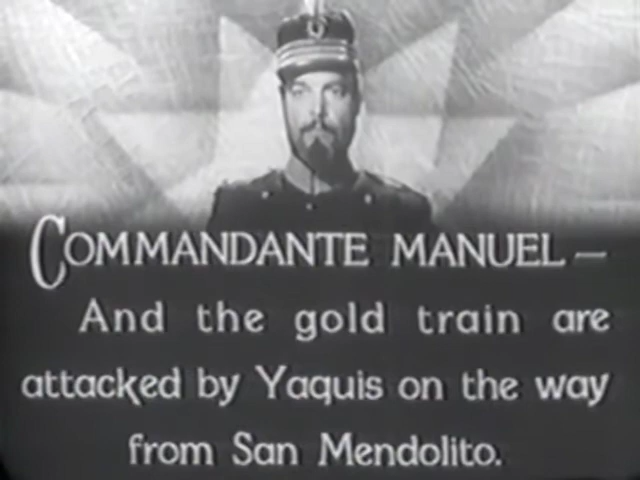 COMMANDANTE MANUEL —
And the gold train are
attacked by Yaquis on the way
from San Mendolito.